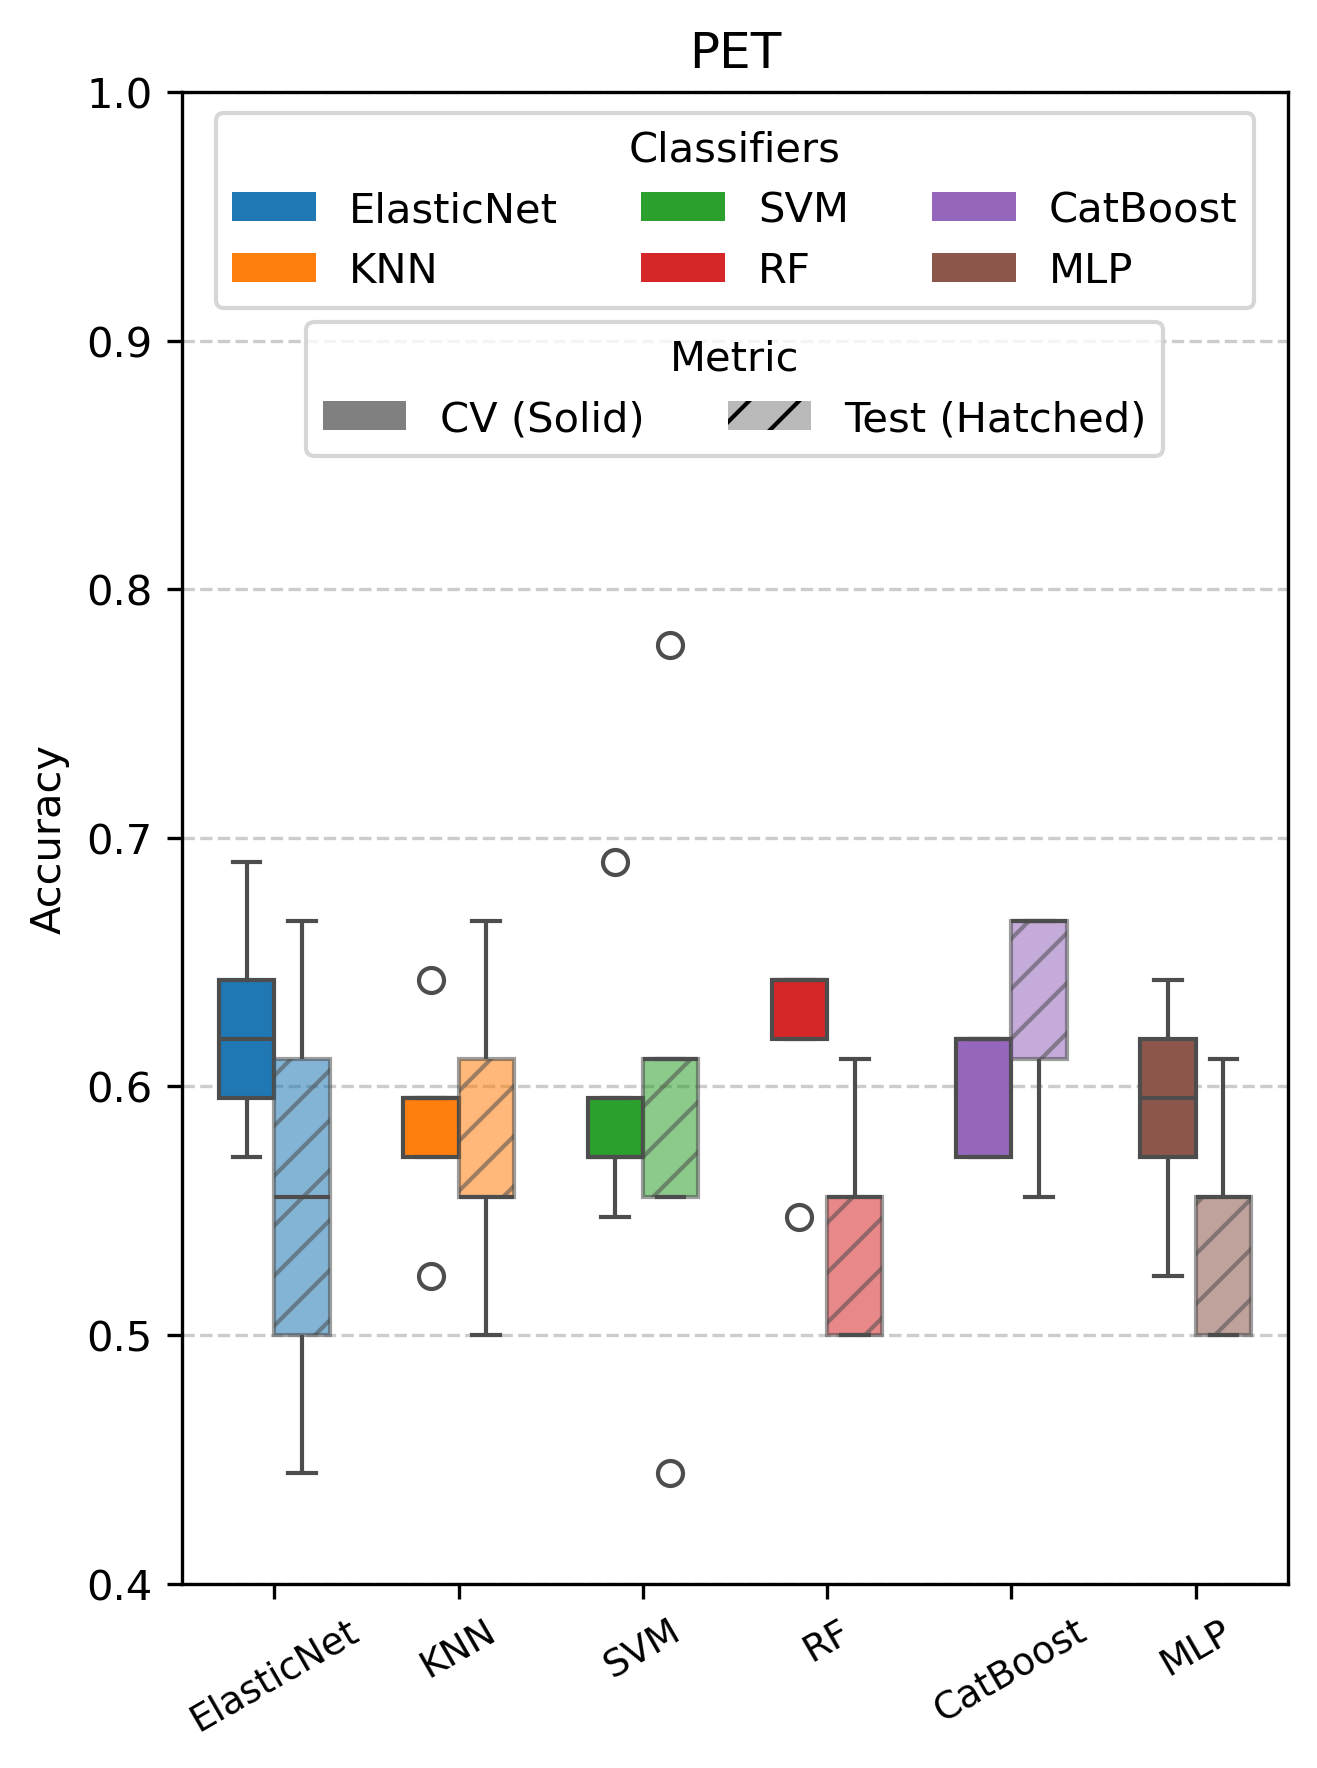 PET
1.0
Classifiers
ElasticNet SVM CatBoost
KNN RF MLP
0.9
Metric
CV (Solid) Test (Hatched)
0.8
0.7
Accuracy
0.6
0.5
0.4
ElasticNet KNN SVM RF CatBoost MLP